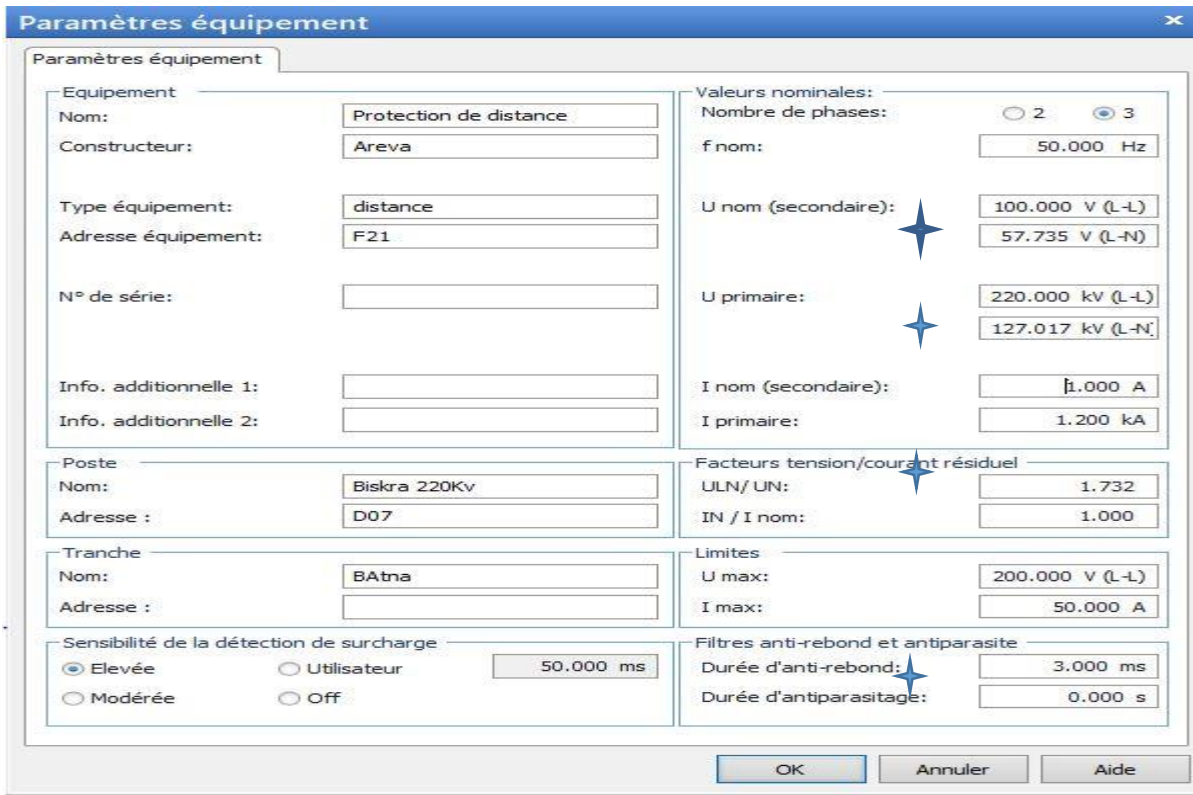 Paramètres équipement
Paramètres équipement
Equipement
Nom: Protection de distance
Constructeur: Areva
Type équipement: distance
Adresse équipement: F21
N° de série:
Info. additionnelle 1:
Info. additionnelle 2:
Poste
Nom: Biskra 220Kv
Adresse : D07
Tranche
Nom: BAtna
Adresse :
Sensibilité de la détection de surcharge
Elevée Utilisateur 50.000 ms
Modérée Off
Valeurs nominales:
Nombre de phases: 2 3
f nom: 50.000 Hz
U nom (secondaire): 100.000 V (L-L)
57.735 V (L-N)
U primaire: 220.000 kV (L-L)
127.017 kV (L-N)
I nom (secondaire): 1.000 A
I primaire: 1.200 kA
Facteurs tension/courant résiduel
ULN/ UN: 1.732
IN / I nom: 1.000
Limites
U max: 200.000 V (L-L)
I max: 50.000 A
Filtres anti-rebond et antiparasite
Durée d'anti-rebond: 3.000 ms
Durée d'antiparasitage: 0.000 s
OK Annuler Aide